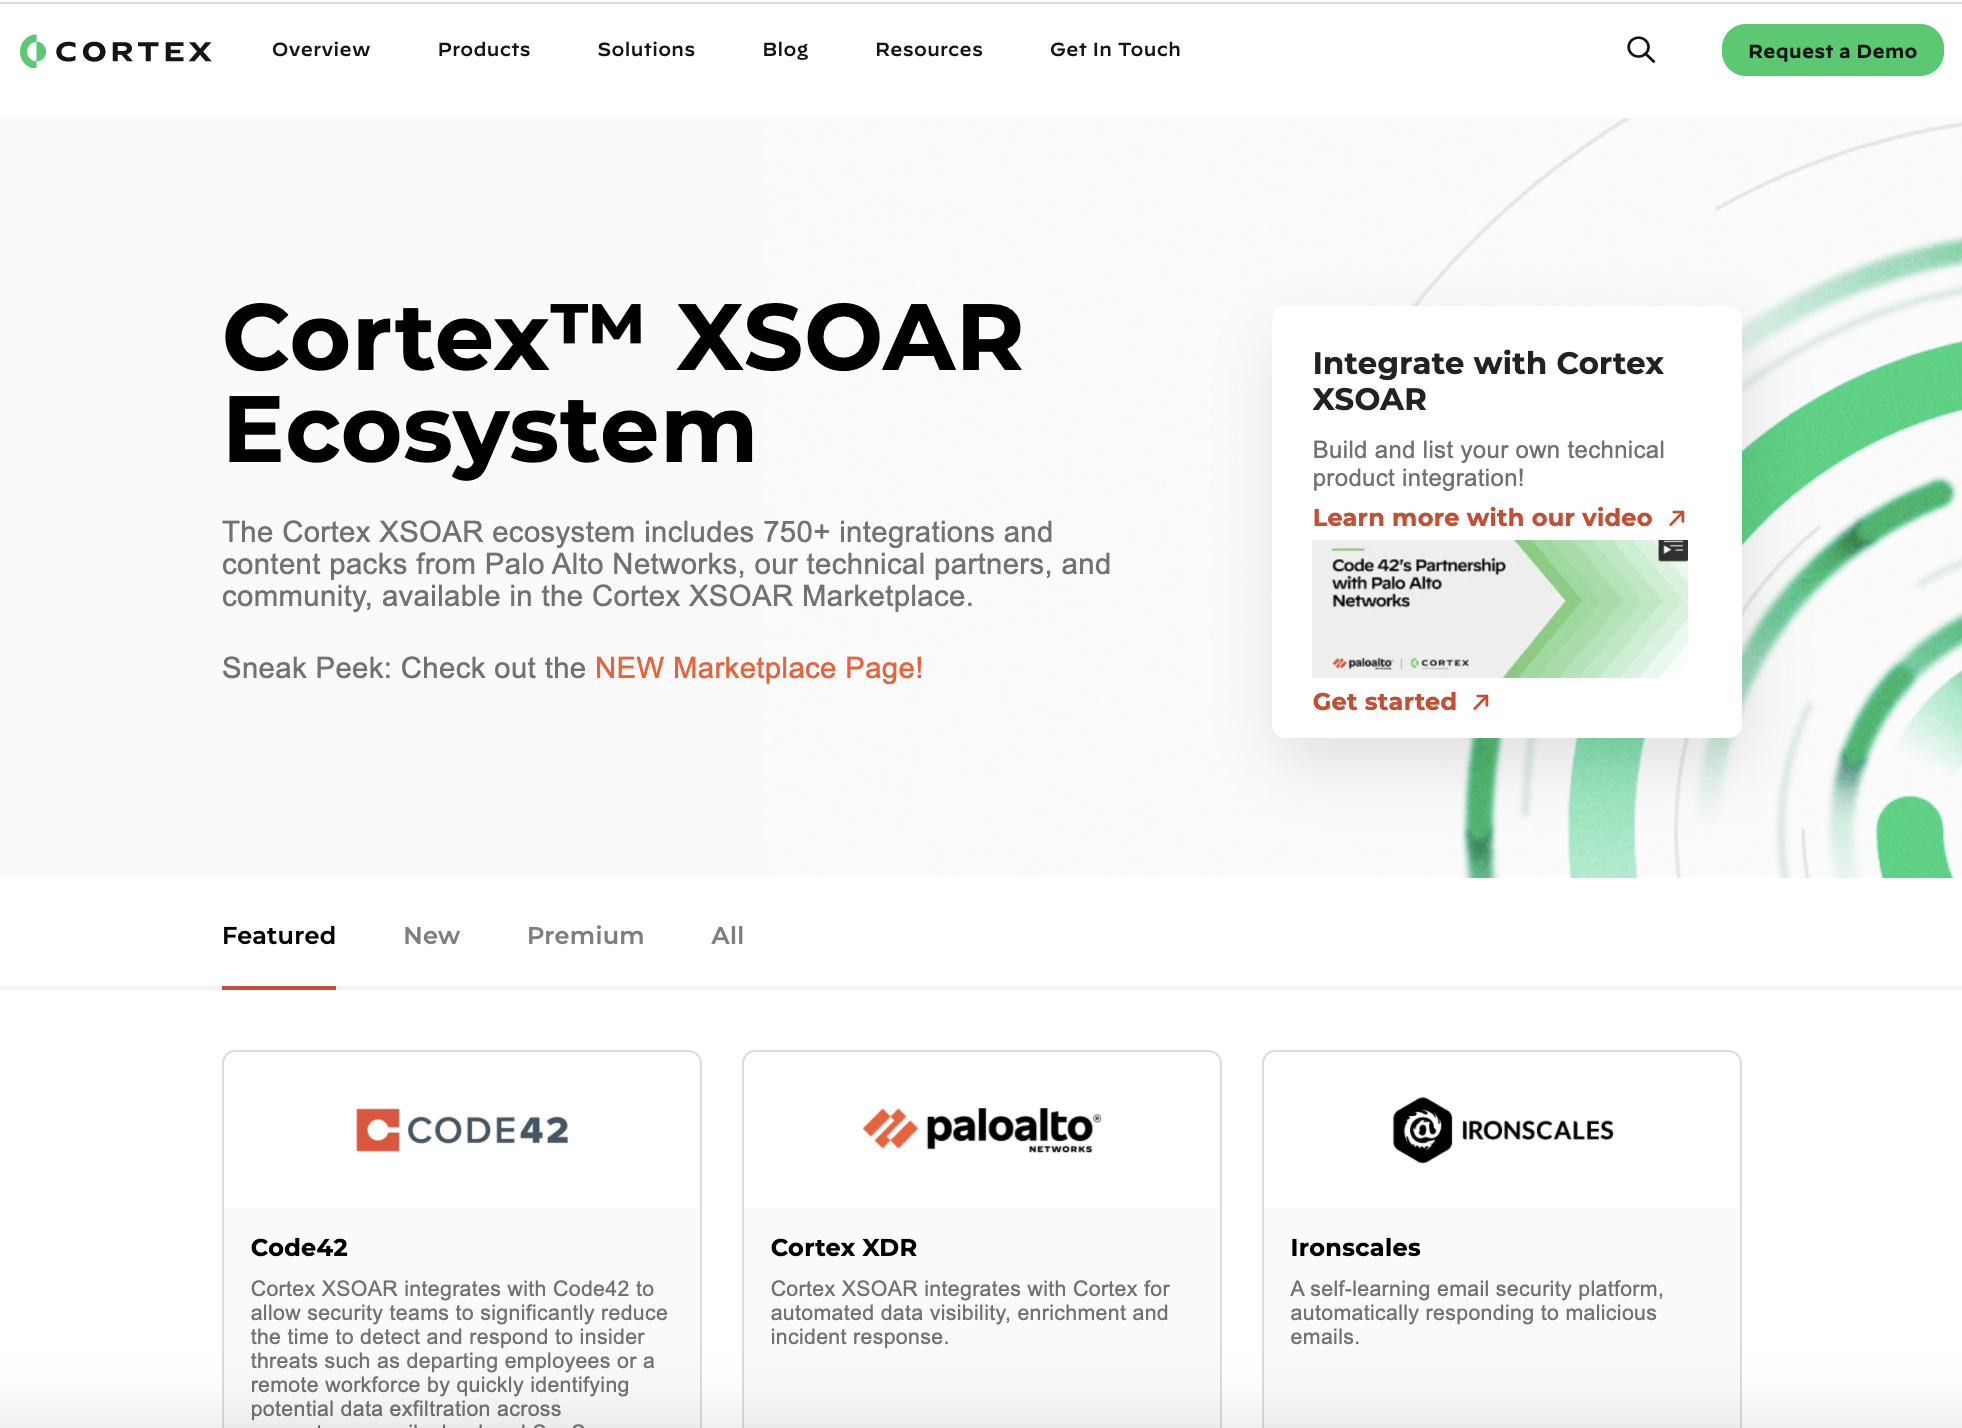 CORTEX
Overview
Products
Solutions
Blog
Resources
Get In Touch
Request a Demo
Cortex™ XSOAR
Ecosystem
The Cortex XSOAR ecosystem includes 750+ integrations and
content packs from Palo Alto Networks, our technical partners, and
community, available in the Cortex XSOAR Marketplace.
Sneak Peek: Check out the NEW Marketplace Page!
Integrate with Cortex
XSOAR
Build and list your own technical
product integration!
Learn more with our video
Code 42's Partnership
with Palo Alto
Networks
paloalto
CORTEX
Get started
Featured
New
Premium
All
CODE42
Code42
Cortex XSOAR integrates with Code42 to
allow security teams to significantly reduce
the time to detect and respond to insider
threats such as departing employees or a
remote workforce by quickly identifying
potential data exfiltration across
paloalto®
NETWORKS
Cortex XDR
Cortex XSOAR integrates with Cortex for
automated data visibility, enrichment and
incident response.
IRONSCALES
Ironscales
A self-learning email security platform,
automatically responding to malicious
emails.